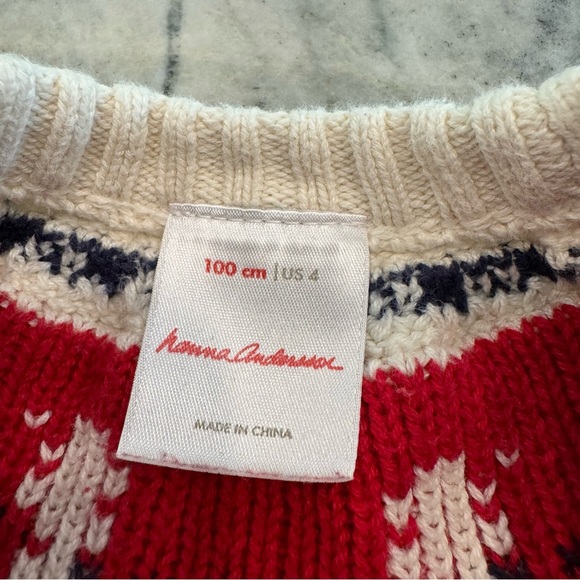 100 cm | US 4
hanna andersson
MADE IN CHINA